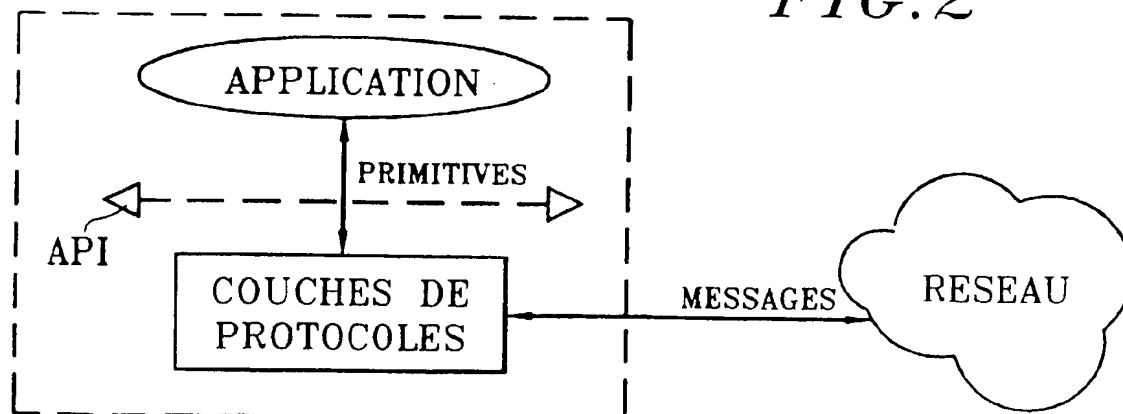 FIG.2
APPLICATION
PRIMITIVES
API
COUCHES DE
PROTOCOLES
MESSAGES
RESEAU